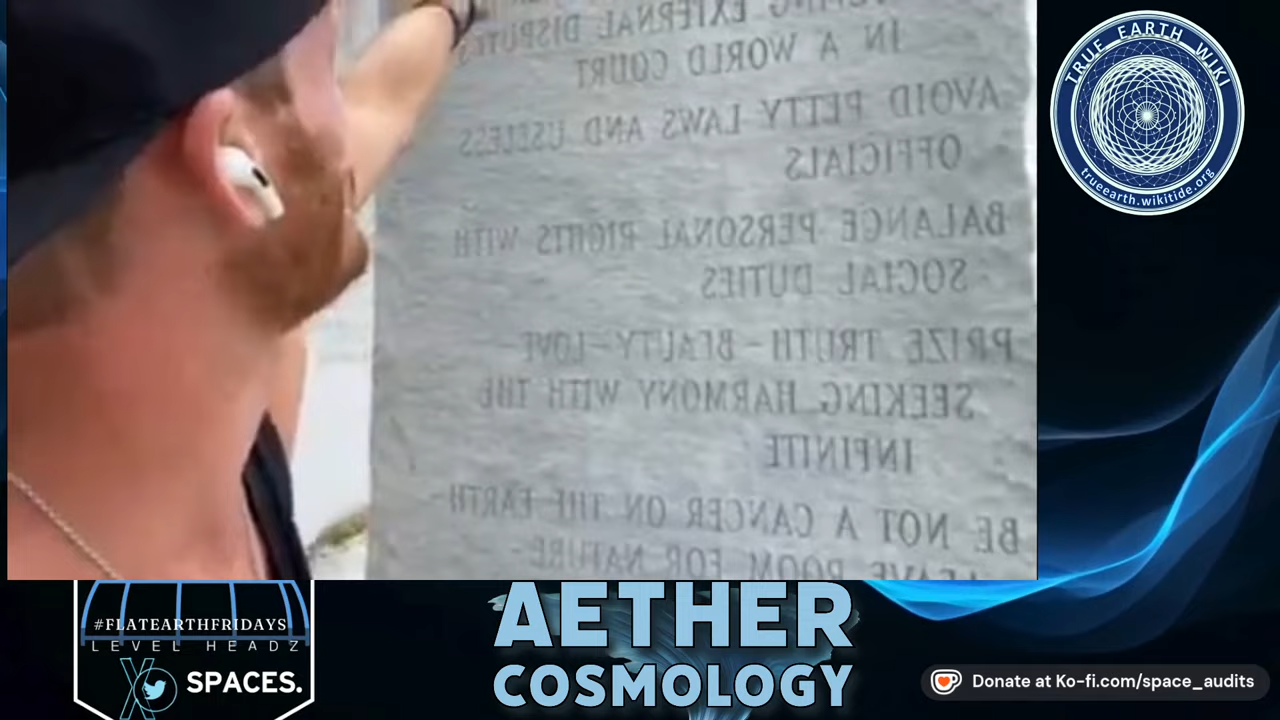 PING EXTERNAL DISPUTES
IN A WORLD COURT
AVOID PETTY LAWS AND USELESS
OFFICIALS
BALANCE PERSONAL RIGHTS WITH
SOCIAL DUTIES
PRIZE TRUTH–BEAUTY–LOVE
SEEKING HARMONY WITH THE
INFINITE
BE NOT A CANCER ON THE EARTH–
LEAVE ROOM FOR NATURE–
TRUE EARTH WIKI
trueearth.wikitide.org
#FLATEARTHFRIDAYS
LEVEL HEADZ
SPACES.
AETHER
COSMOLOGY
Donate at Ko-fi.com/space_audits